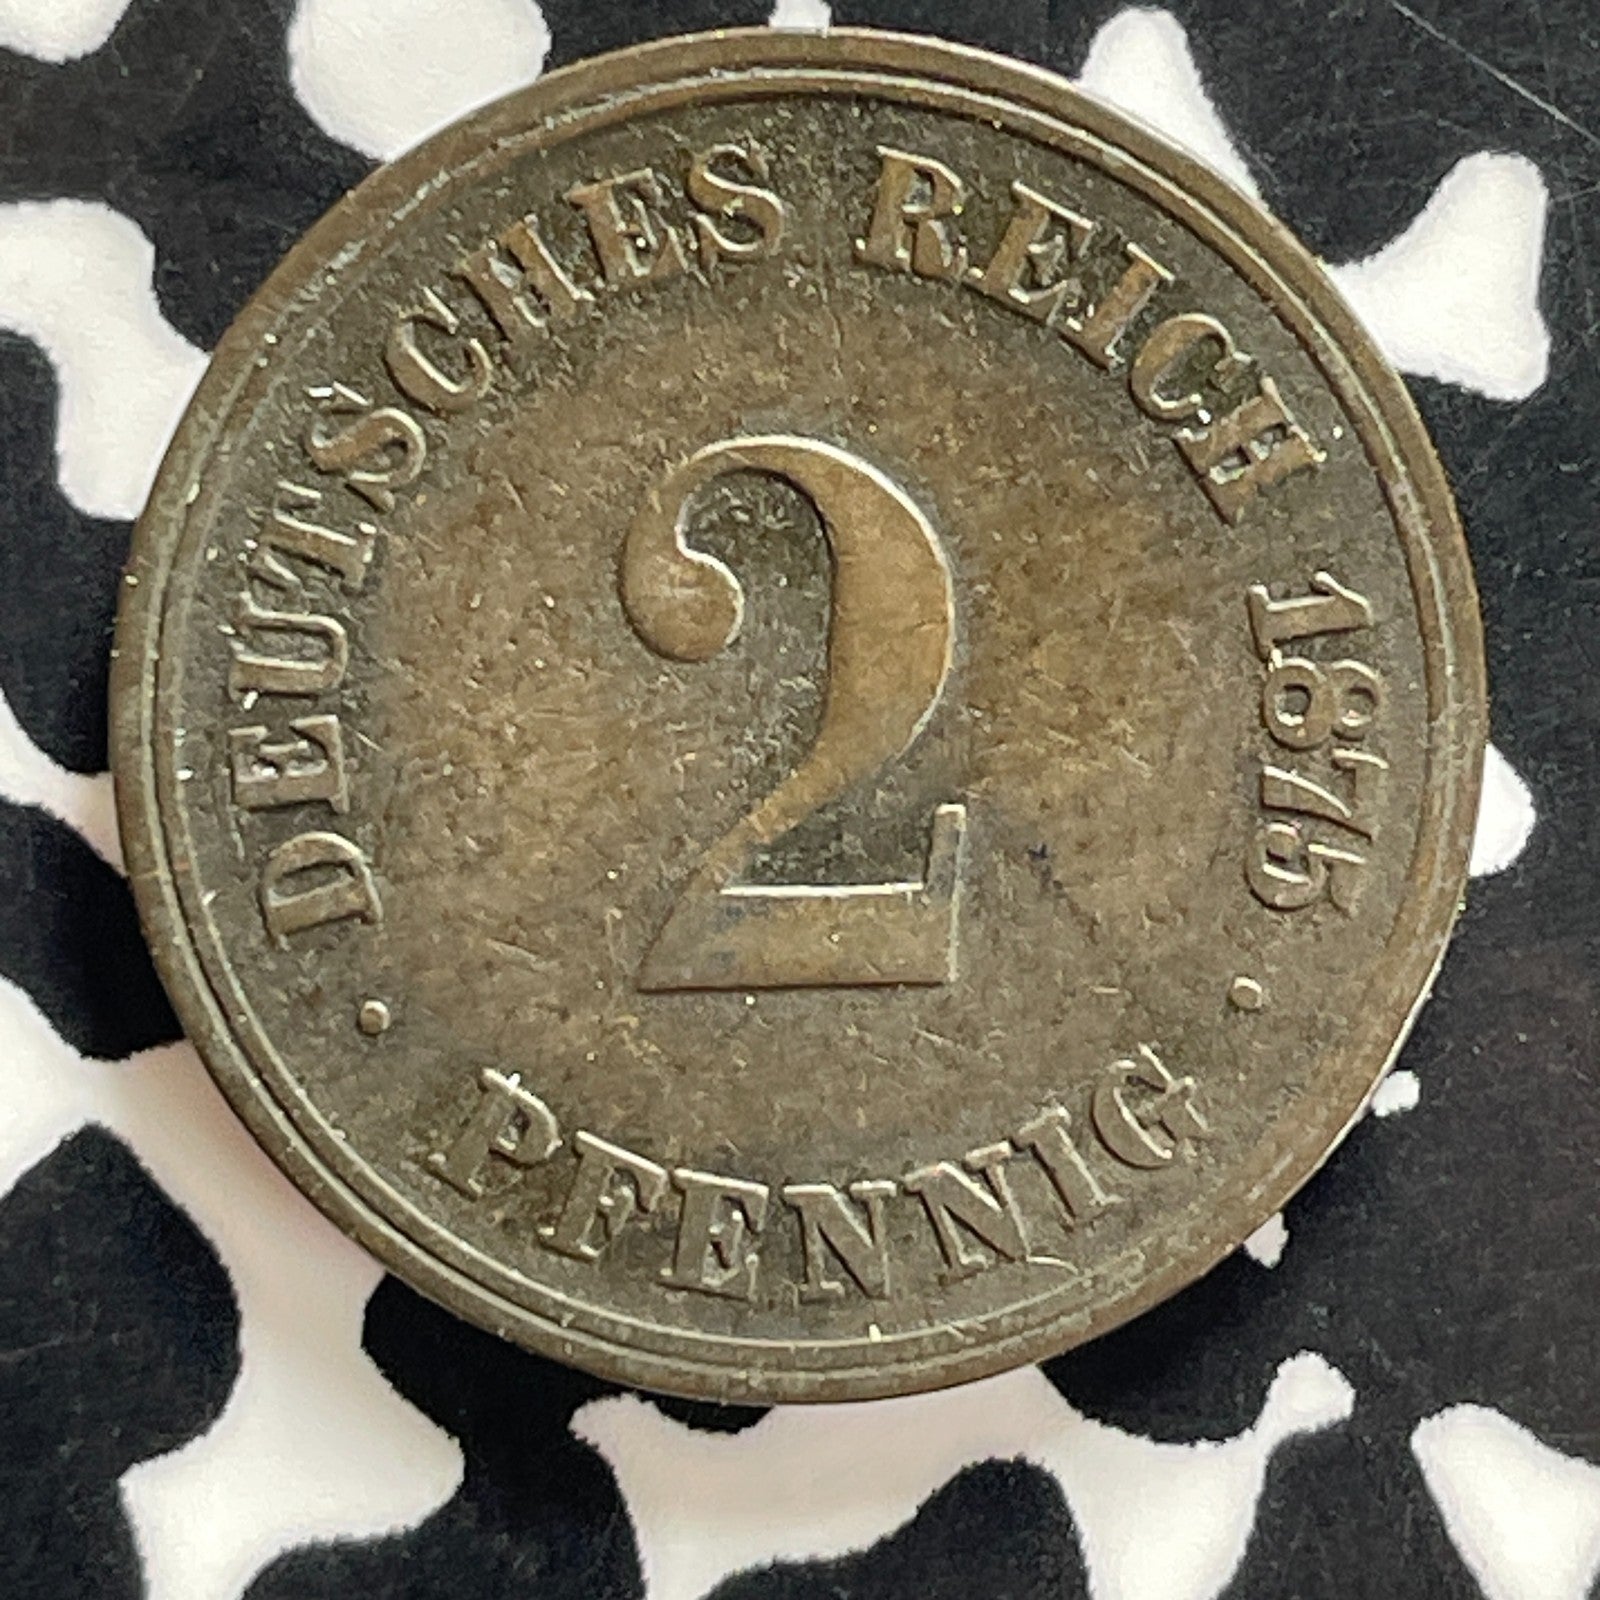 DEUTSCHES REICH 1875
2
PFENNIG